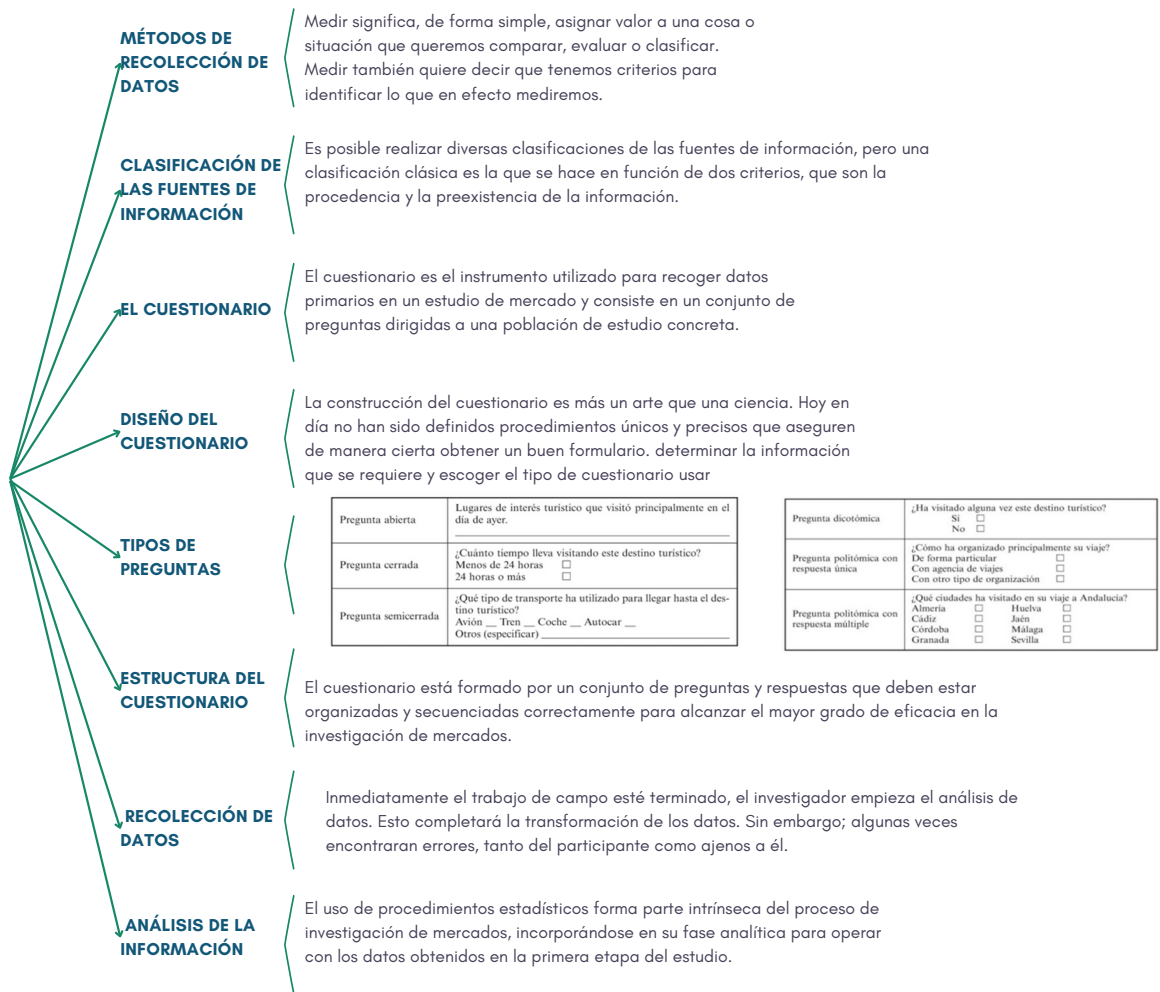 MÉTODOS DE
RECOLECCIÓN DE
DATOS
Medir significa, de forma simple, asignar valor a una cosa o
situación que queremos comparar, evaluar o clasificar.
Medir también quiere decir que tenemos criterios para
identificar lo que en efecto mediremos.
CLASIFICACIÓN DE
LAS FUENTES DE
INFORMACIÓN
Es posible realizar diversas clasificaciones de las fuentes de información, pero una
clasificación clásica es la que se hace en función de dos criterios, que son la
procedencia y la preexistencia de la información.
EL CUESTIONARIO
El cuestionario es el instrumento utilizado para recoger datos
primarios en un estudio de mercado y consiste en un conjunto de
preguntas dirigidas a una población de estudio concreta.
DISEÑO DEL
CUESTIONARIO
La construcción del cuestionario es más un arte que una ciencia. Hoy en
día no han sido definidos procedimientos únicos y precisos que aseguren
de manera cierta obtener un buen formulario. determinar la información
que se requiere y escoger el tipo de cuestionario usar
TIPOS DE
PREGUNTAS
Pregunta abierta
Lugares de interés turístico que visitó principalmente en el
día de ayer.
Pregunta cerrada
¿Cuánto tiempo lleva visitando este destino turístico?
Menos de 24 horas
24 horas o más
Pregunta semicerrada
¿Qué tipo de transporte ha utilizado para llegar hasta el des-
tino turístico?
Avión __ Tren __ Coche __ Autocar __
Otros (especificar)
Pregunta dicotómica
¿Ha visitado alguna vez este destino turístico?
Sí
No
Pregunta politómica con
respuesta única
¿Cómo ha organizado principalmente su viaje?
De forma particular
Con agencia de viajes
Con otro tipo de organización
Pregunta politómica con
respuesta múltiple
¿Qué ciudades ha visitado en su viaje a Andalucía?
Almería Huelva
Cádiz Jaén
Córdoba Málaga
Granada Sevilla
ESTRUCTURA DEL
CUESTIONARIO
El cuestionario está formado por un conjunto de preguntas y respuestas que deben estar
organizadas y secuenciadas correctamente para alcanzar el mayor grado de eficacia en la
investigación de mercados.
RECOLECCIÓN DE
DATOS
Inmediatamente el trabajo de campo esté terminado, el investigador empieza el análisis de
datos. Esto completará la transformación de los datos. Sin embargo; algunas veces
encontraran errores, tanto del participante como ajenos a él.
ANÁLISIS DE LA
INFORMACIÓN
El uso de procedimientos estadísticos forma parte intrínseca del proceso de
investigación de mercados, incorporándose en su fase analítica para operar
con los datos obtenidos en la primera etapa del estudio.